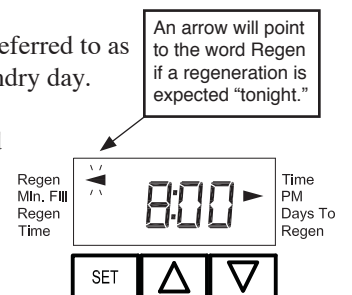 eferred to as
ndry day.
An arrow will point
to the word Regen
if a regeneration is
expected “tonight.”
Regen
MIn. FIll
Regen
Time
8:00
Time
PM
Days To
Regen
SET